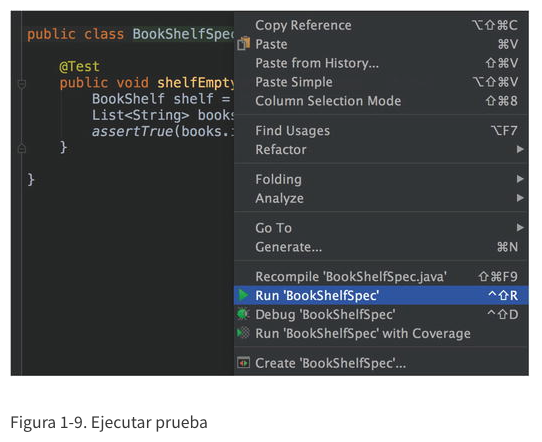 public class BookShelfSpec
@Test
public void shelfEmpty
BookShelf shelf =
List<String> books
assertTrue(books.
}
}
Copy Reference ⌥⇧⌘C
Paste ⌘V
Paste from History... ⇧⌘V
Paste Simple ⌥⇧⌘V
Column Selection Mode ⇧⌘8
Find Usages ⌥F7
Refactor
Folding
Analyze
Go To
Generate... ⌘N
Recompile 'BookShelfSpec.java' ⇧⌘F9
Run 'BookShelfSpec' ^⇧R
Debug 'BookShelfSpec' ^⇧D
Run 'BookShelfSpec' with Coverage
Create 'BookShelfSpec'...
Figura 1-9. Ejecutar prueba